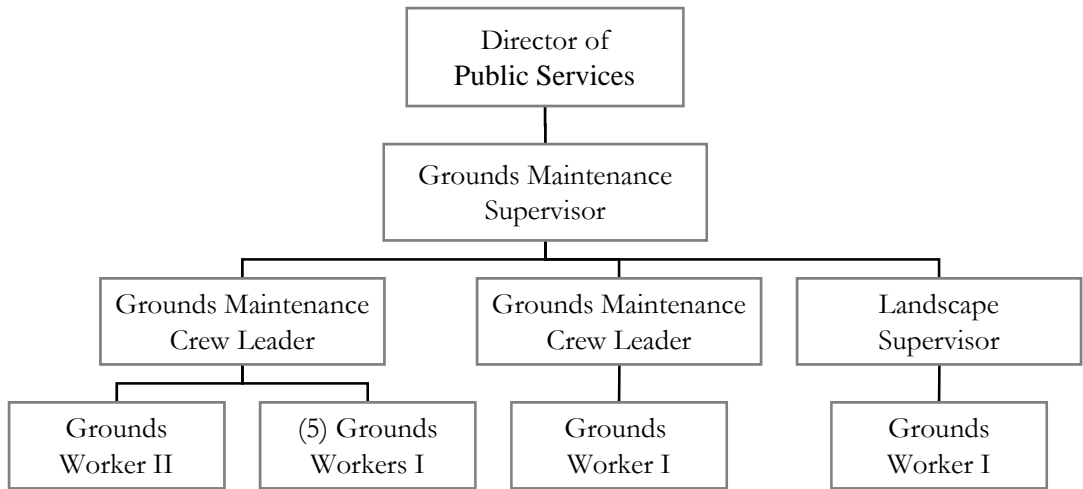 Director of
Public Services
Grounds Maintenance
Supervisor
Grounds Maintenance
Crew Leader
Grounds Maintenance
Crew Leader
Landscape
Supervisor
Grounds
Worker II
(5) Grounds
Workers I
Grounds
Worker I
Grounds
Worker I